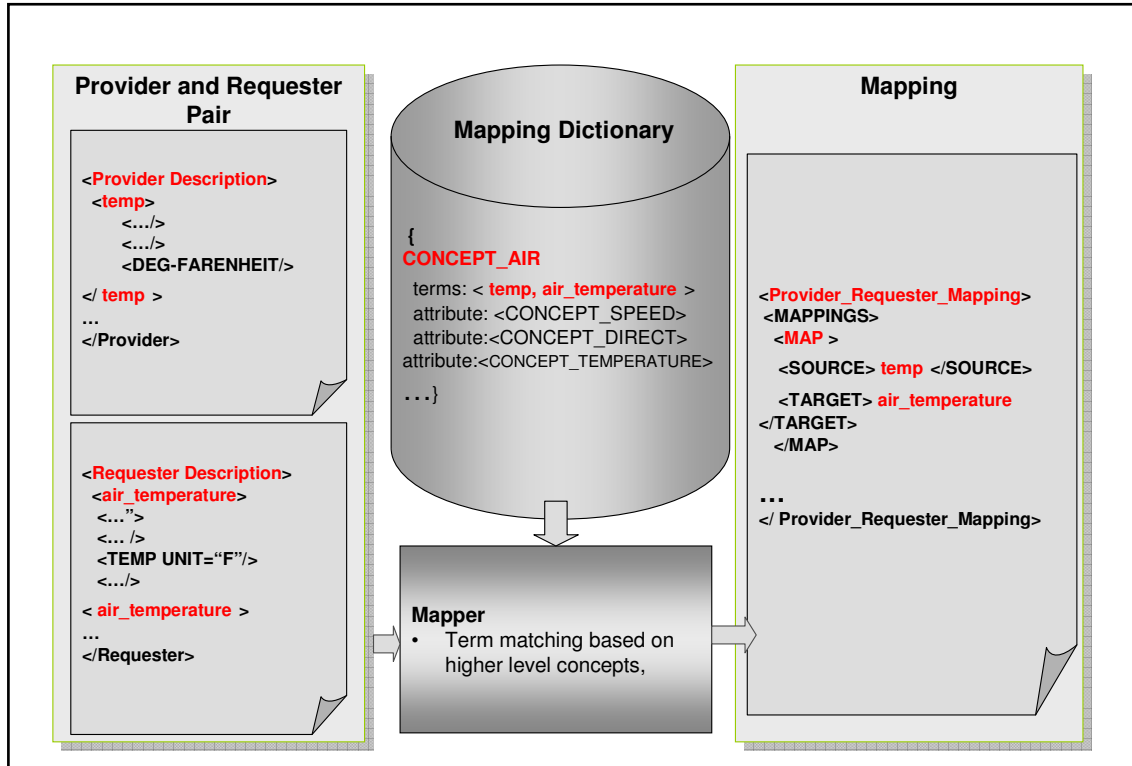 Provider and Requester
Pair
<Provider Description>
<temp>
<…/>
<…/>
<DEG-FARENHEIT/>
</ temp >
…
</Provider>
<Requester Description>
<air_temperature>
<…”>
<… />
<TEMP UNIT=“F”/>
<…/>
< air_temperature >
…
</Requester>
Mapping Dictionary
{
CONCEPT_AIR
terms: < temp, air_temperature >
attribute: <CONCEPT_SPEED>
attribute:<CONCEPT_DIRECT>
attribute:<CONCEPT_TEMPERATURE>
…}
Mapper
• Term matching based on
higher level concepts,
Mapping
<Provider_Requester_Mapping>
<MAPPINGS>
<MAP >
<SOURCE> temp </SOURCE>
<TARGET> air_temperature
</TARGET>
</MAP>
…
</ Provider_Requester_Mapping>